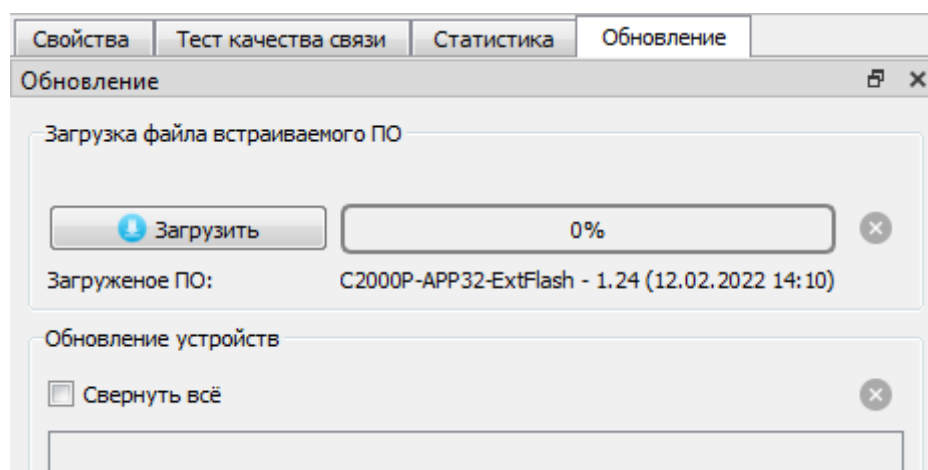 Свойства Тест качества связи Статистика Обновление
Обновление
Загрузка файла встраиваемого ПО
Загрузить 0%
Загруженое ПО: C2000P-APP32-ExtFlash - 1.24 (12.02.2022 14:10)
Обновление устройств
Свернуть всё